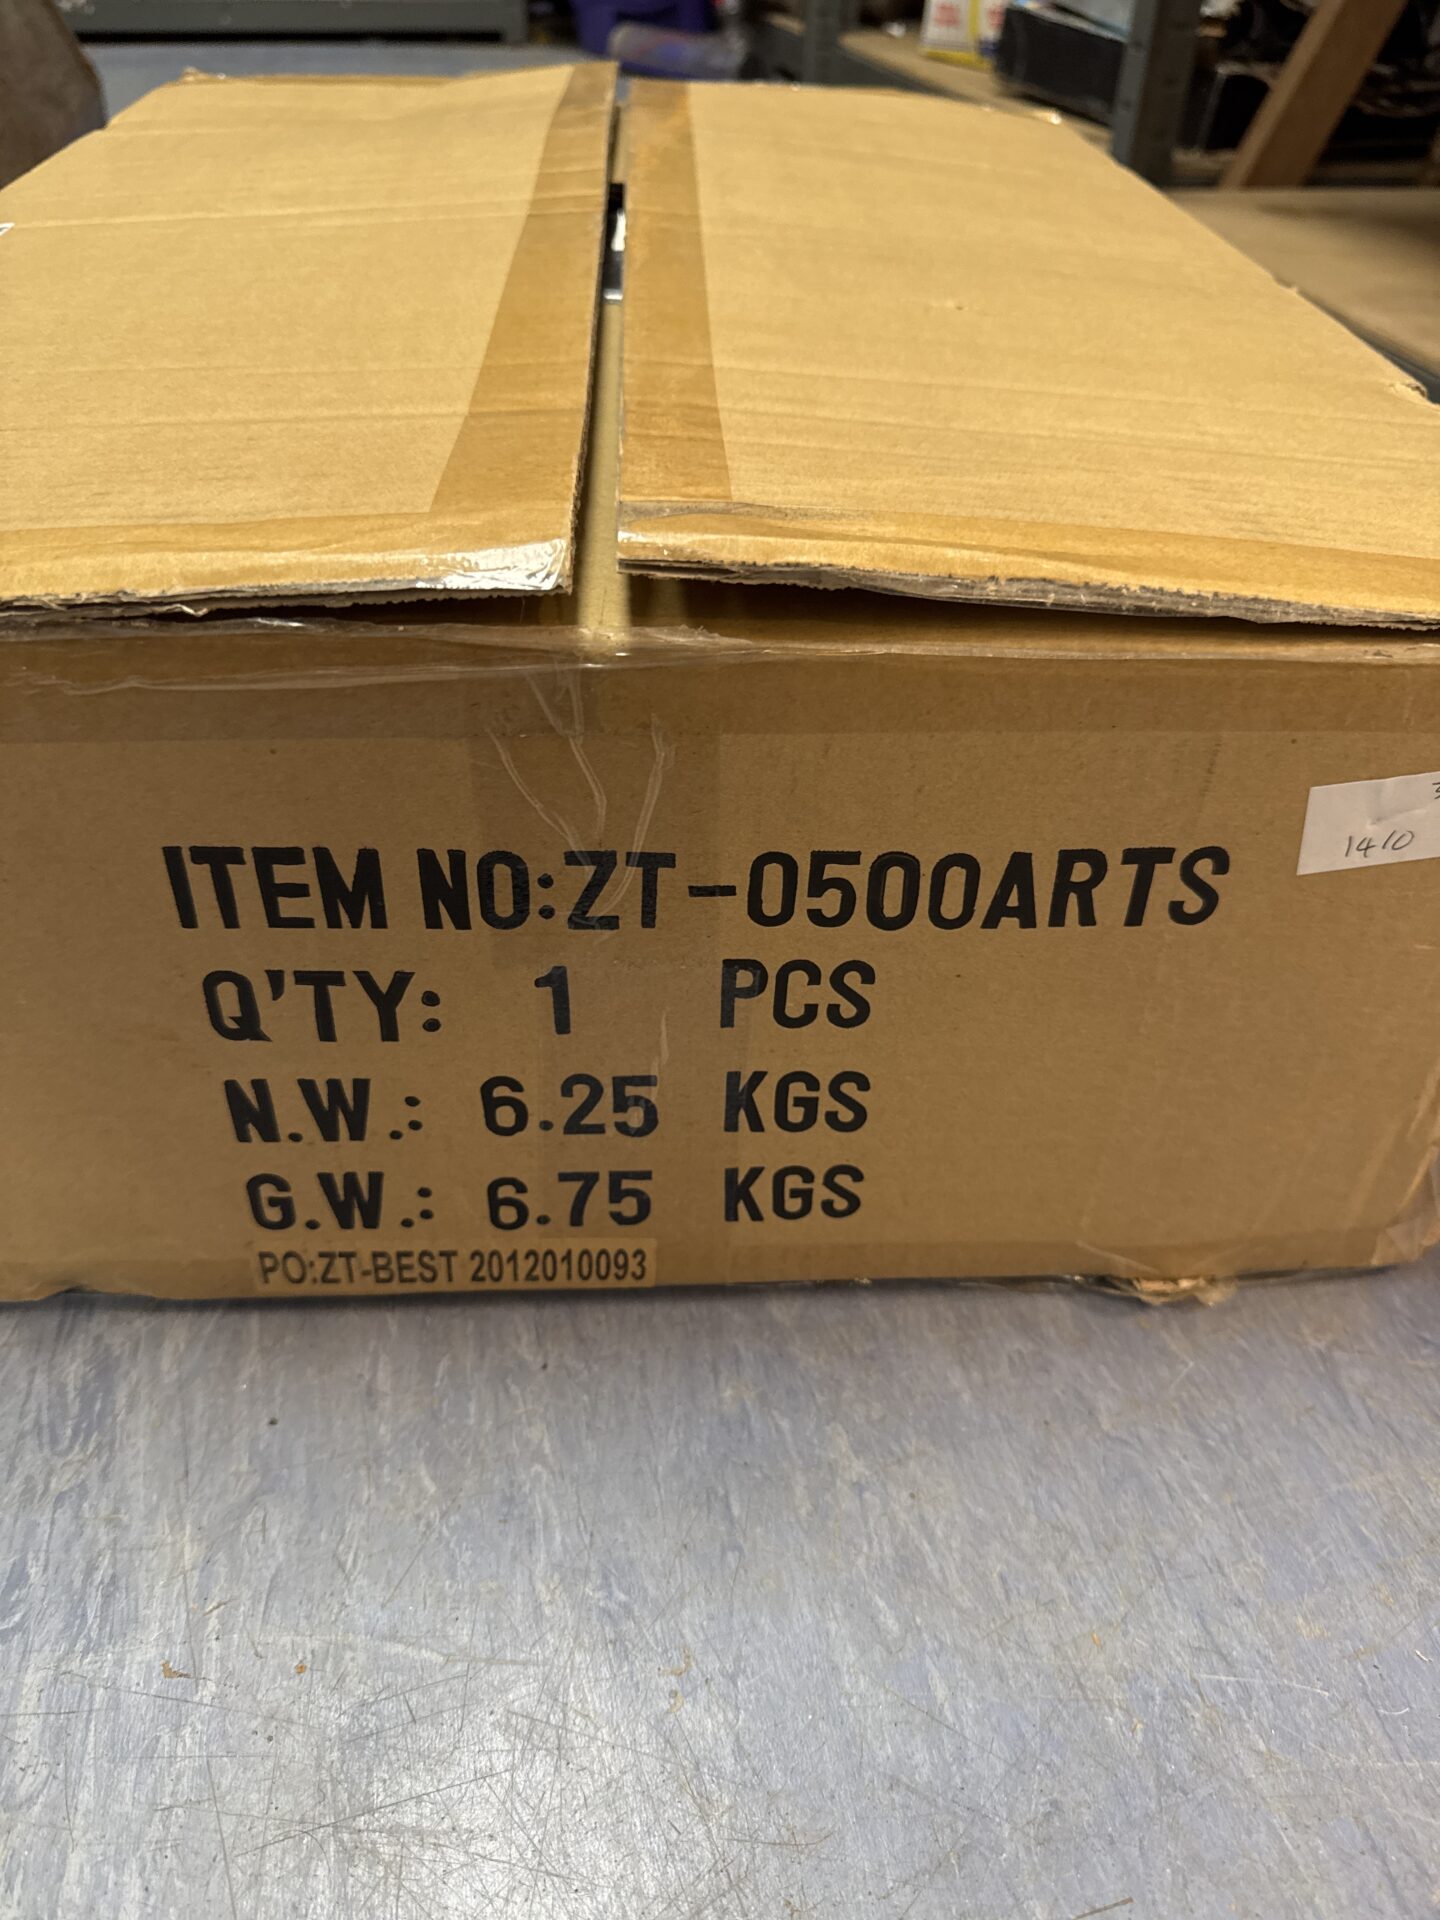 ITEM NO:ZT-0500ARTS
Q'TY: 1 PCS
N.W.: 6.25 KGS
G.W.: 6.75 KGS
PO:ZT-BEST 2012010093
1410